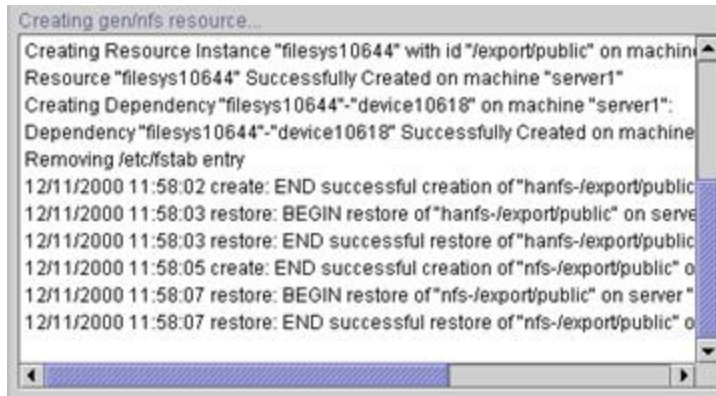 Creating gen/nfs resource...
Creating Resource Instance "filesys10644" with id "/export/public" on machin
Resource "filesys10644" Successfully Created on machine "server1"
Creating Dependency "filesys10644"-"device10618" on machine "server1":
Dependency "filesys10644"-"device10618" Successfully Created on machine
Removing /etc/fstab entry
12/11/2000 11:58:02 create: END successful creation of "hanfs-/export/public
12/11/2000 11:58:03 restore: BEGIN restore of "hanfs-/export/public" on serve
12/11/2000 11:58:03 restore: END successful restore of "hanfs-/export/public
12/11/2000 11:58:05 create: END successful creation of "nfs-/export/public" o
12/11/2000 11:58:07 restore: BEGIN restore of "nfs-/export/public" on server "
12/11/2000 11:58:07 restore: END successful restore of "nfs-/export/public" o